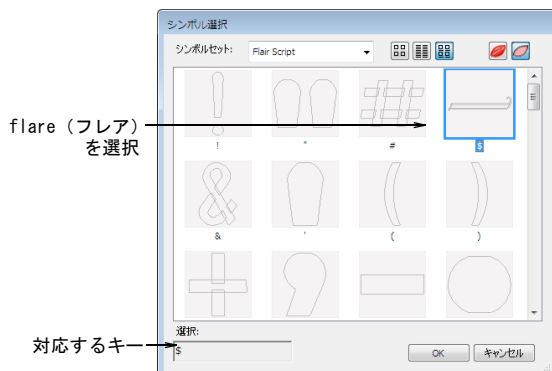 シンボル選択
シンボルセット: Flair Script
flare（フレア）
を選択
! " # $
& ' ( )
選択:
対応するキー
$
OK キャンセル